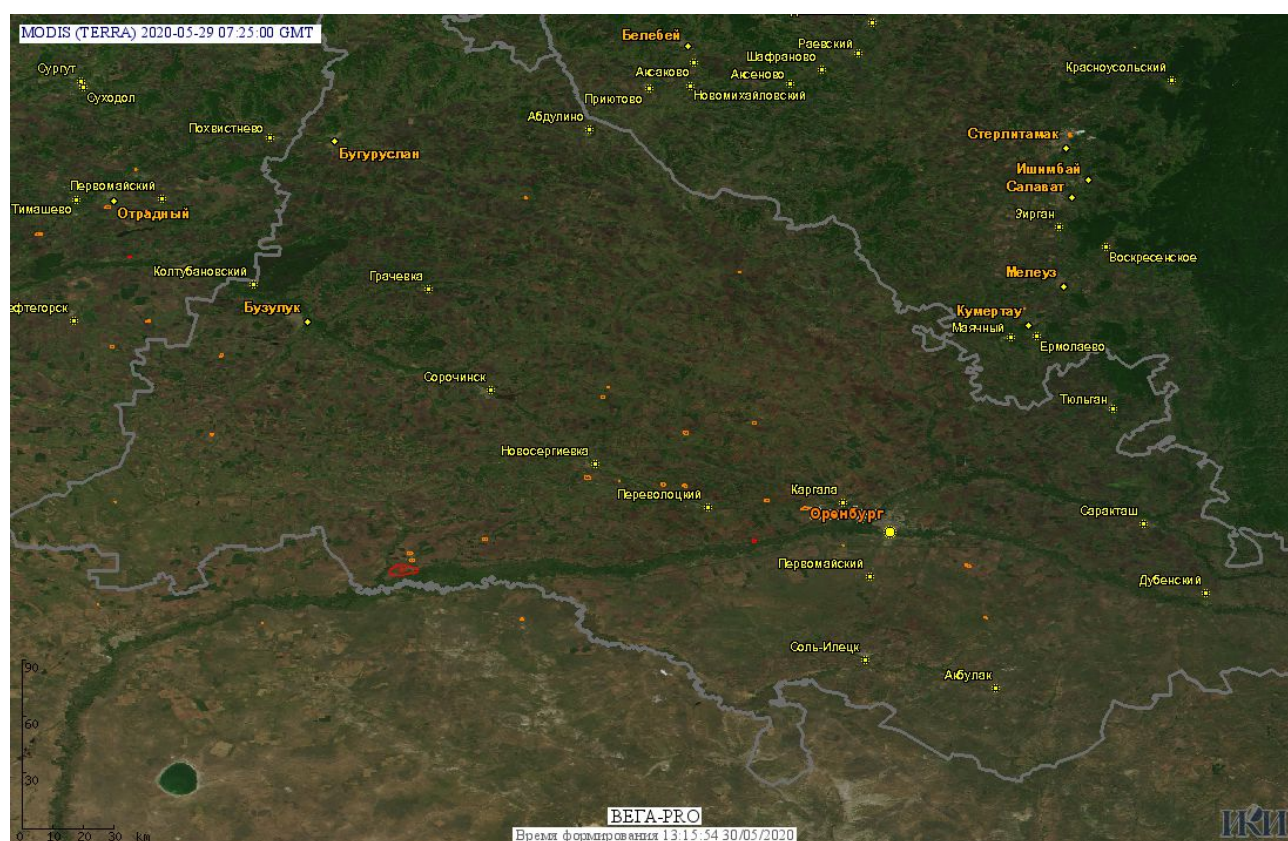 MODIS (TERRA) 2020-05-29 07:25:00 GMT
Белебей
Раевский
Шафраново
Сургут
Аксаково
Аксеново
Красноусольский
Суходол
Приютово
Новомихайловский
Абдулино
Похвистнево
Стерлитамак
Бугуруслан
Ишимбай
Первомайский
Салават
Тимашево
Отрадный
Зирган
Воскресенское
Колтубановский
Грачевка
Мелеуз
ефтегорск
Бузулук
Кумертау
Маячный
Ермолаево
Сорочинск
Тюльган
Новосергиевка
Переволоцкий
Каргала
Оренбург
Саракташ
Первомайский
Дубенский
Соль-Илецк
90
Акбулак
60
30
0 10 20 30 km
ВЕГА-PRO
Время формирования 13:15:54 30/05/2020
ИКИ